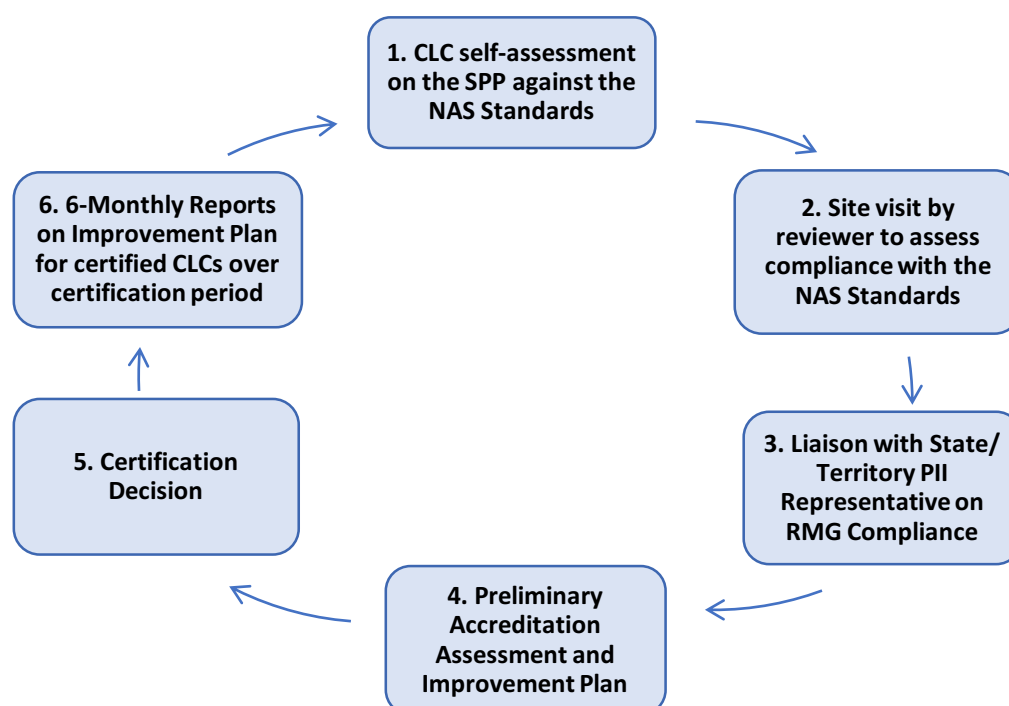 1. CLC self-assessment
on the SPP against the
NAS Standards
2. Site visit by
reviewer to assess
compliance with the
NAS Standards
3. Liaison with State/
Territory PII
Representative on
RMG Compliance
4. Preliminary
Accreditation
Assessment and
Improvement Plan
5. Certification
Decision
6. 6-Monthly Reports
on Improvement Plan
for certified CLCs over
certification period